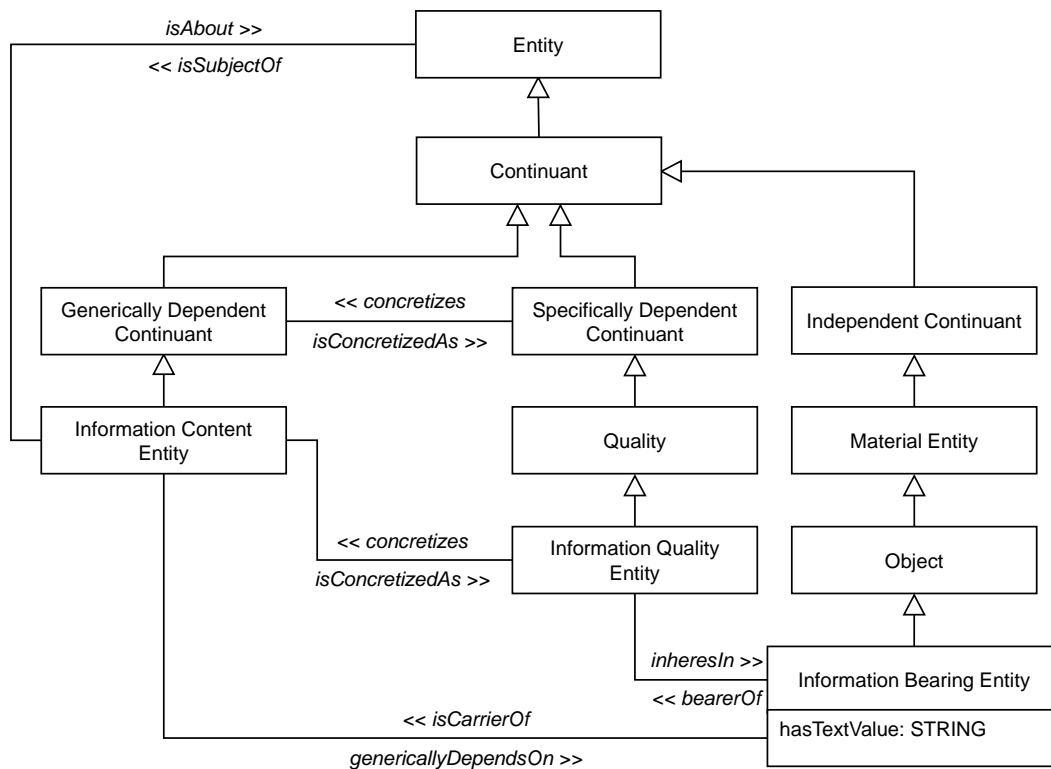 isAbout >>
Entity
<< isSubjectOf
Continuant
Generically Dependent
Continuant
<< concretizes
isConcretizedAs >>
Specifically Dependent
Continuant
Independent Continuant
Information Content
Entity
Quality
Material Entity
<< concretizes
isConcretizedAs >>
Information Quality
Entity
Object
inheresIn >>
<< bearerOf
Information Bearing Entity
<< isCarrierOf
hasTextValue: STRING
genericallyDependsOn >>